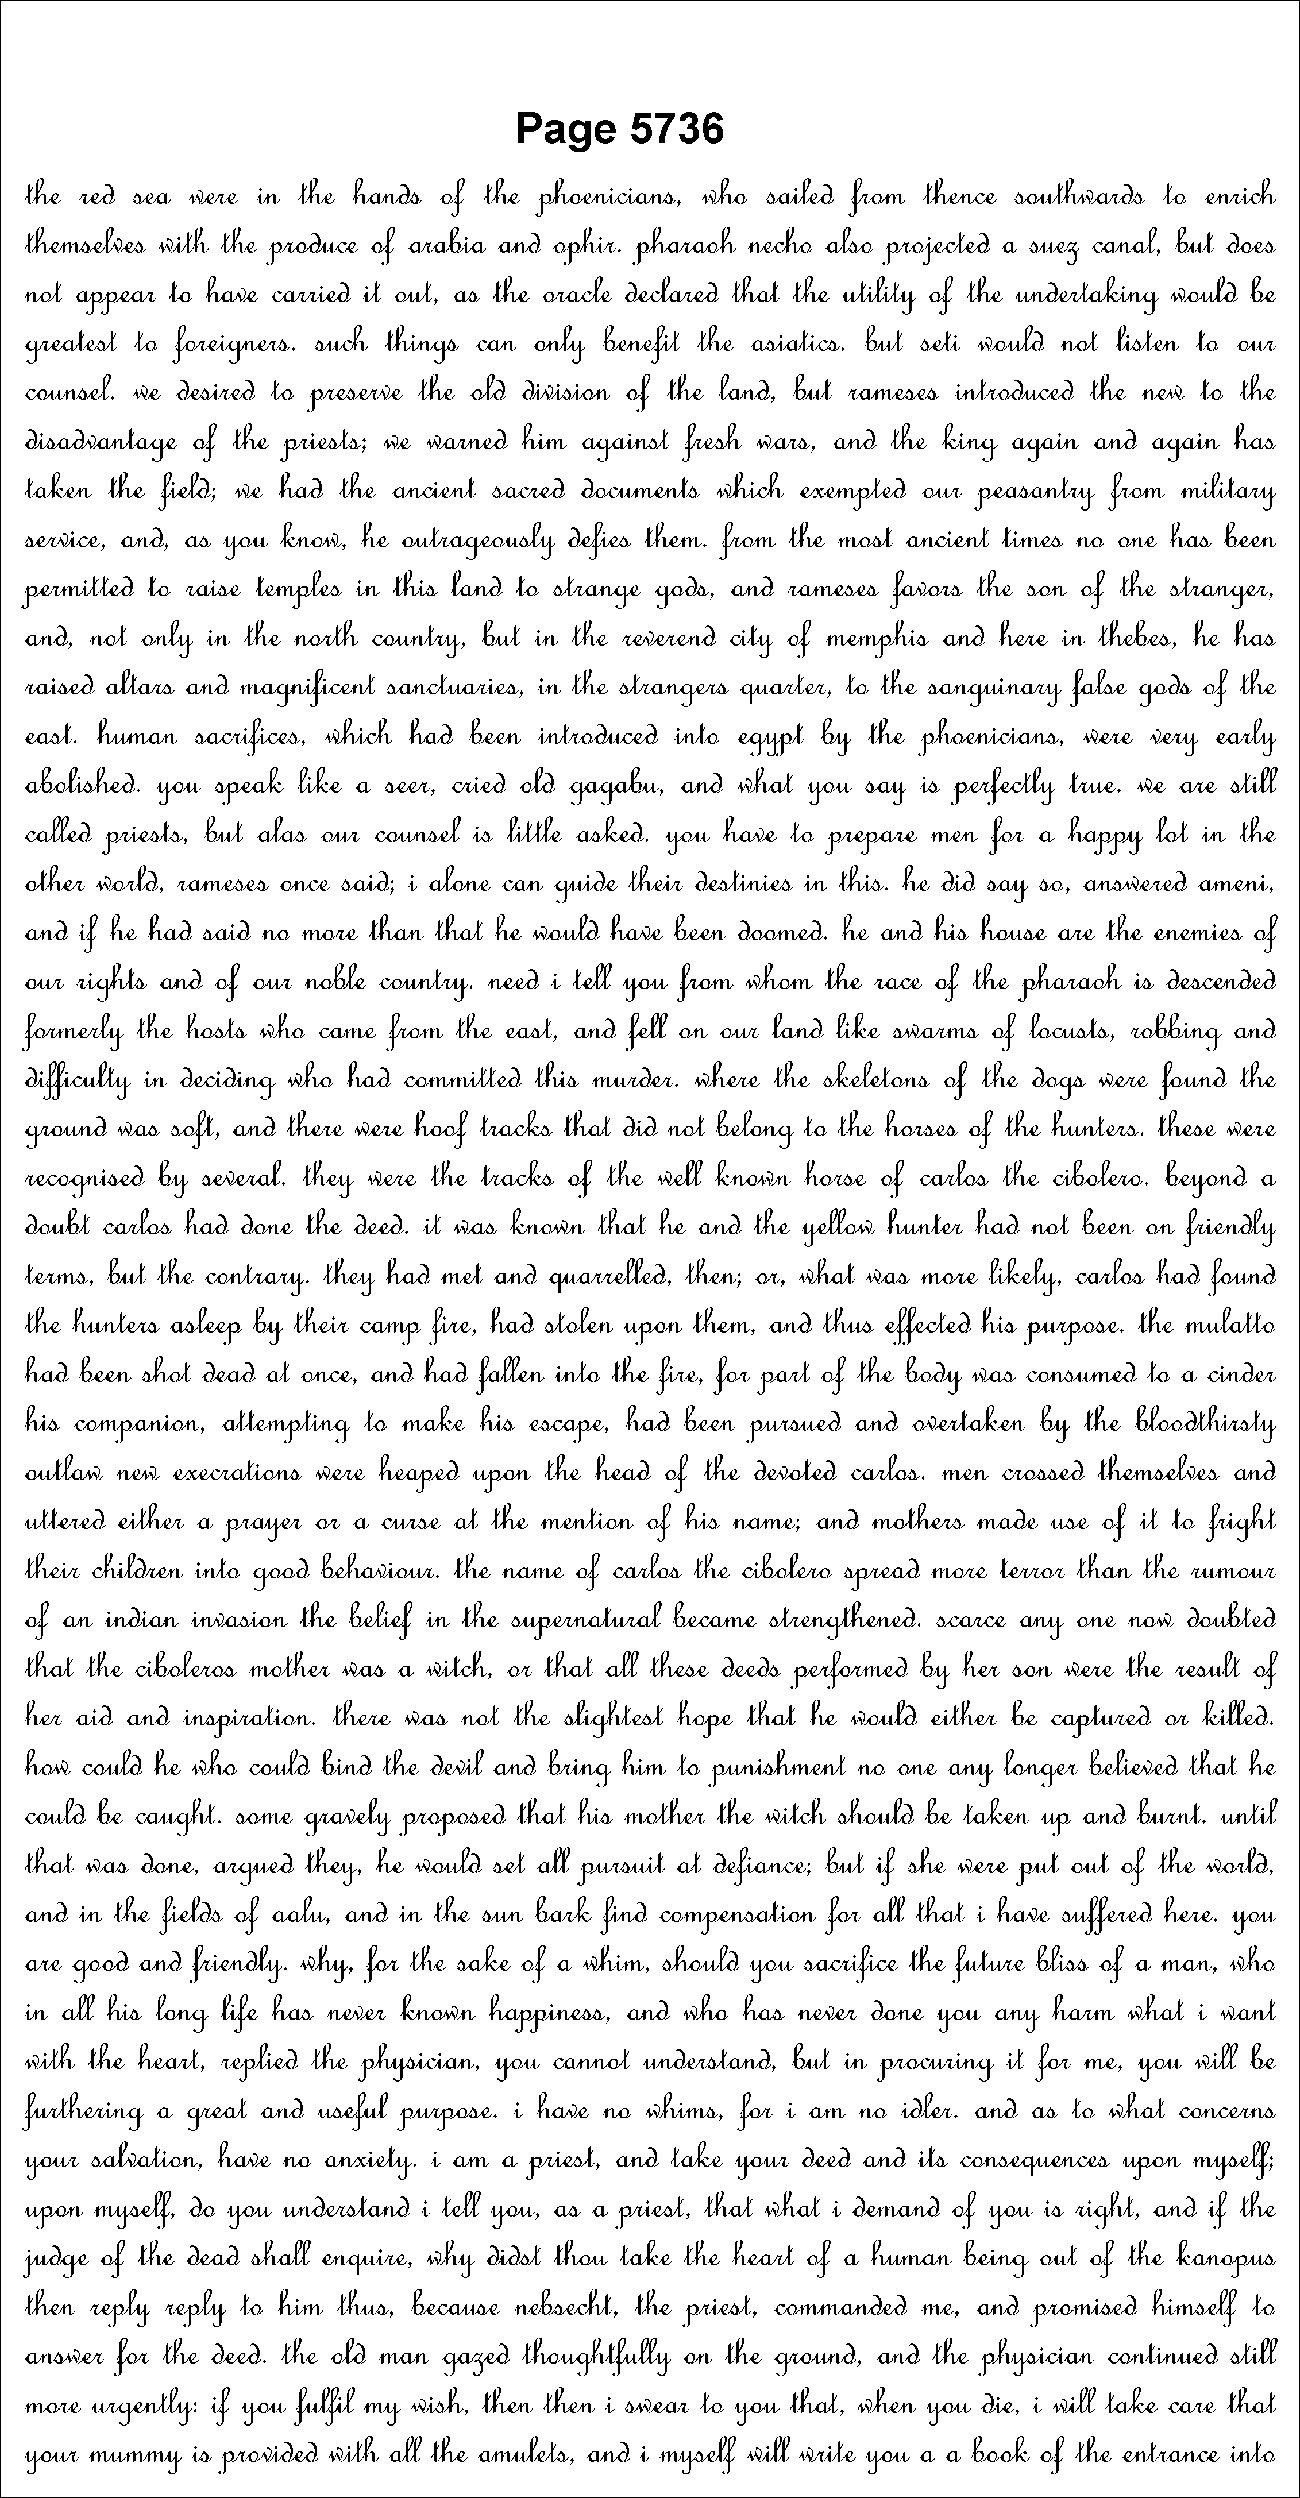 Page 5736
the red sea were in the hands of the phoenicians, who sailed from thence southwards to enrich
themselves with the produce of arabia and ophir. pharaoh necho also projected a suez canal, but does
not appear to have carried it out, as the oracle declared that the utility of the undertaking would be
greatest to foreigners. such things can only benefit the asiatics. but seti would not listen to our
counsel. we desired to preserve the old division of the land, but rameses introduced the new to the
disadvantage of the priests; we warned him against fresh wars, and the king again and again has
taken the field; we had the ancient sacred documents which exempted our peasantry from military
service, and, as you know, he outrageously defies them. from the most ancient times no one has been
permitted to raise temples in this land to strange gods, and rameses favors the son of the stranger,
and, not only in the north country, but in the reverend city of memphis and here in thebes, he has
raised altars and magnificent sanctuaries, in the strangers quarter, to the sanguinary false gods of the
east. human sacrifices, which had been introduced into egypt by the phoenicians, were very early
abolished. you speak like a seer, cried old gagabu, and what you say is perfectly true. we are still
called priests, but alas our counsel is little asked. you have to prepare men for a happy lot in the
other world, rameses once said; i alone can guide their destinies in this. he did say so, answered ameni,
and if he had said no more than that he would have been doomed. he and his house are the enemies of
our rights and of our noble country. need i tell you from whom the race of the pharaoh is descended
formerly the hosts who came from the east, and fell on our land like swarms of locusts, robbing and
difficulty in deciding who had committed this murder. where the skeletons of the dogs were found the
ground was soft, and there were hoof tracks that did not belong to the horses of the hunters. these were
recognised by several. they were the tracks of the well known horse of carlos the cibolero. beyond a
doubt carlos had done the deed. it was known that he and the yellow hunter had not been on friendly
terms, but the contrary. they had met and quarrelled, then; or, what was more likely, carlos had found
the hunters asleep by their camp fire, had stolen upon them, and thus effected his purpose. the mulatto
had been shot dead at once, and had fallen into the fire, for part of the body was consumed to a cinder
his companion, attempting to make his escape, had been pursued and overtaken by the bloodthirsty
outlaw new execrations were heaped upon the head of the devoted carlos. men crossed themselves and
uttered either a prayer or a curse at the mention of his name; and mothers made use of it to fright
their children into good behaviour. the name of carlos the cibolero spread more terror than the rumour
of an indian invasion the belief in the supernatural became strengthened. scarce any one now doubted
that the ciboleros mother was a witch, or that all these deeds performed by her son were the result of
her aid and inspiration. there was not the slightest hope that he would either be captured or killed.
how could he who could bind the devil and bring him to punishment no one any longer believed that he
could be caught. some gravely proposed that his mother the witch should be taken up and burnt. until
that was done, argued they, he would set all pursuit at defiance; but if she were put out of the world,
and in the fields of aalu, and in the sun bark find compensation for all that i have suffered here. you
are good and friendly. why, for the sake of a whim, should you sacrifice the future bliss of a man, who
in all his long life has never known happiness, and who has never done you any harm what i want
with the heart, replied the physician, you cannot understand, but in procuring it for me, you will be
furthering a great and useful purpose. i have no whims, for i am no idler. and as to what concerns
your salvation, have no anxiety. i am a priest, and take your deed and its consequences upon myself;
upon myself, do you understand i tell you, as a priest, that what i demand of you is right, and if the
judge of the dead shall enquire, why didst thou take the heart of a human being out of the kanopus
then reply reply to him thus, because nebsecht, the priest, commanded me, and promised himself to
answer for the deed. the old man gazed thoughtfully on the ground, and the physician continued still
more urgently: if you fulfil my wish, then then i swear to you that, when you die, i will take care that
your mummy is provided with all the amulets, and i myself will write you a a book of the entrance into